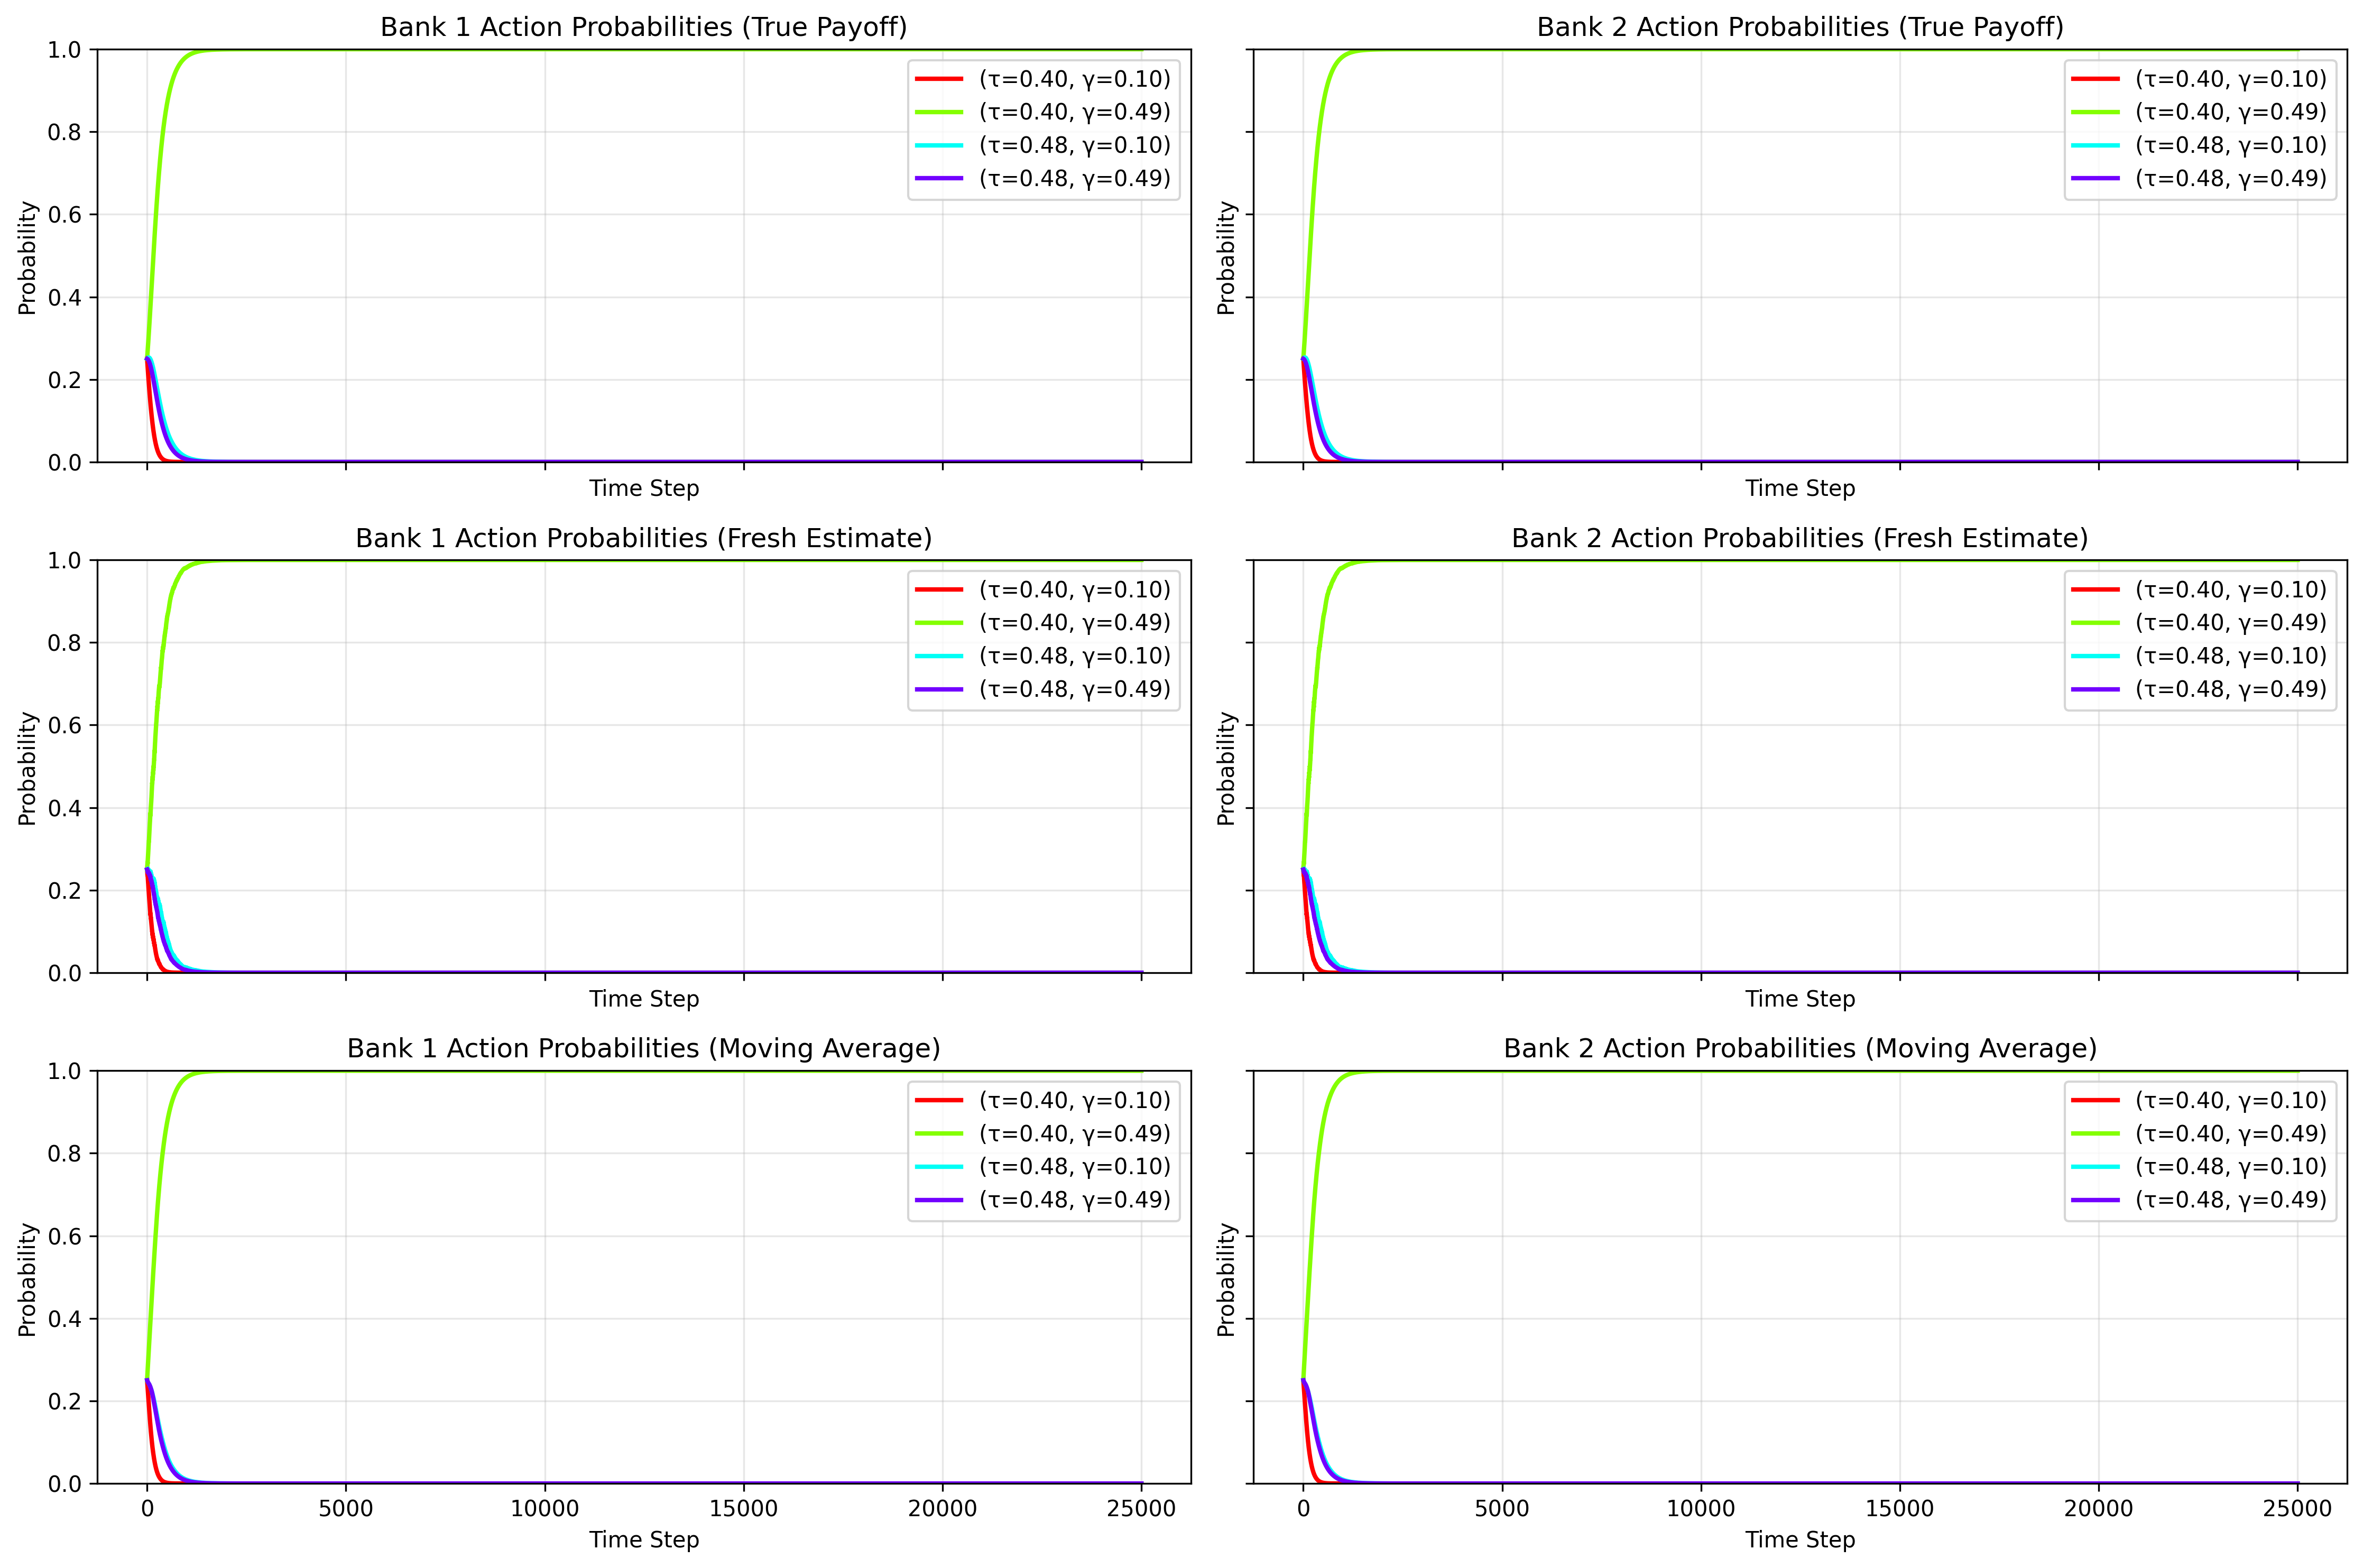 Bank 1 Action Probabilities (True Payoff)
1.0
0.8
0.6
0.4
0.2
0.0
Probability
(τ=0.40, γ=0.10)
(τ=0.40, γ=0.49)
(τ=0.48, γ=0.10)
(τ=0.48, γ=0.49)
Time Step
Bank 2 Action Probabilities (True Payoff)
Probability
(τ=0.40, γ=0.10)
(τ=0.40, γ=0.49)
(τ=0.48, γ=0.10)
(τ=0.48, γ=0.49)
Time Step
Bank 1 Action Probabilities (Fresh Estimate)
1.0
0.8
0.6
0.4
0.2
0.0
Probability
(τ=0.40, γ=0.10)
(τ=0.40, γ=0.49)
(τ=0.48, γ=0.10)
(τ=0.48, γ=0.49)
Time Step
Bank 2 Action Probabilities (Fresh Estimate)
Probability
(τ=0.40, γ=0.10)
(τ=0.40, γ=0.49)
(τ=0.48, γ=0.10)
(τ=0.48, γ=0.49)
Time Step
Bank 1 Action Probabilities (Moving Average)
1.0
0.8
0.6
0.4
0.2
0.0
Probability
(τ=0.40, γ=0.10)
(τ=0.40, γ=0.49)
(τ=0.48, γ=0.10)
(τ=0.48, γ=0.49)
0 5000 10000 15000 20000 25000
Time Step
Bank 2 Action Probabilities (Moving Average)
Probability
(τ=0.40, γ=0.10)
(τ=0.40, γ=0.49)
(τ=0.48, γ=0.10)
(τ=0.48, γ=0.49)
0 5000 10000 15000 20000 25000
Time Step